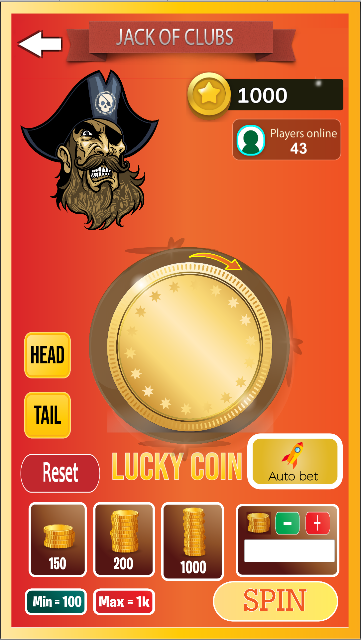 JACK OF CLUBS
1000
Players online
43
HEAD
TAIL
Reset
LUCKY COIN
Auto bet
150
200
1000
- +
Min = 100
Max = 1k
SPIN